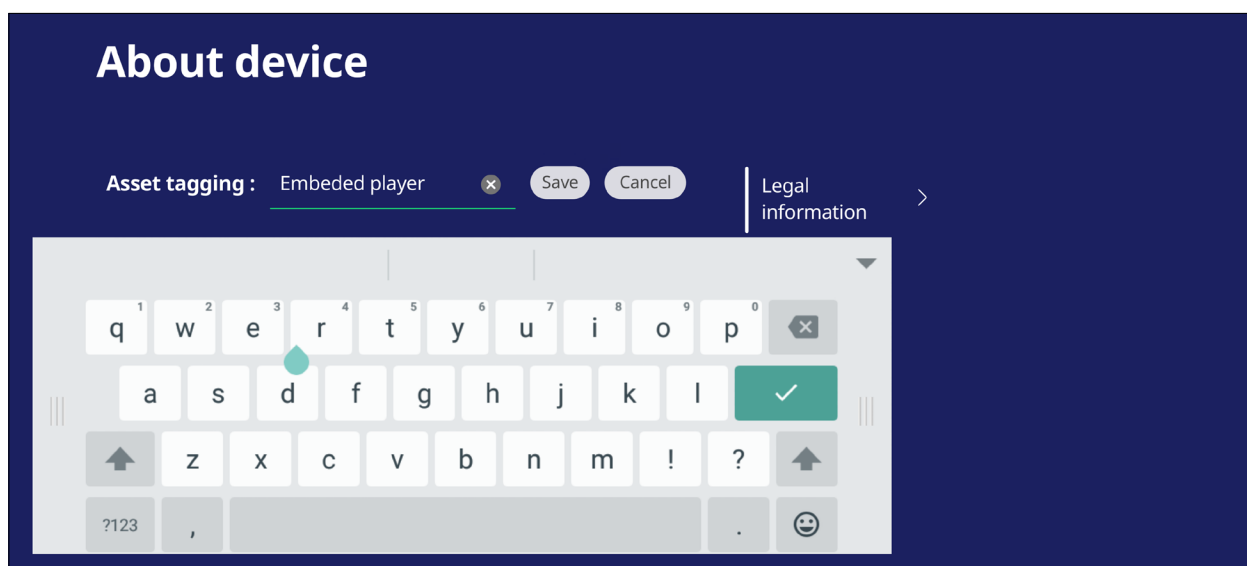 About device
Asset tagging : Embeded player Save Cancel
Legal
information
1 2 3 4 5 6 7 8 9 0
q w e r t y u i o p
a s d f g h j k l
z x c v b n m ! ?
?123 , .